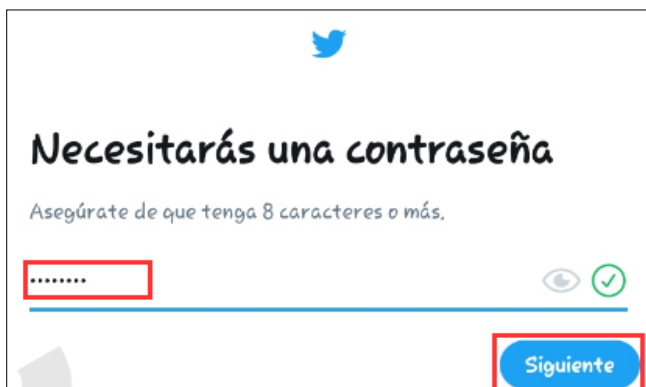 Necesitarás una contraseña
Asegúrate de que tenga 8 caracteres o más.
........
Siguiente